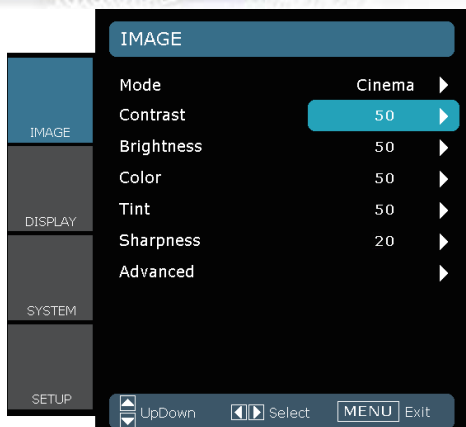 IMAGE
Mode Cinema
Contrast 50
Brightness 50
Color 50
Tint 50
Sharpness 20
Advanced
IMAGE
DISPLAY
SYSTEM
SETUP
UpDown Select MENU Exit